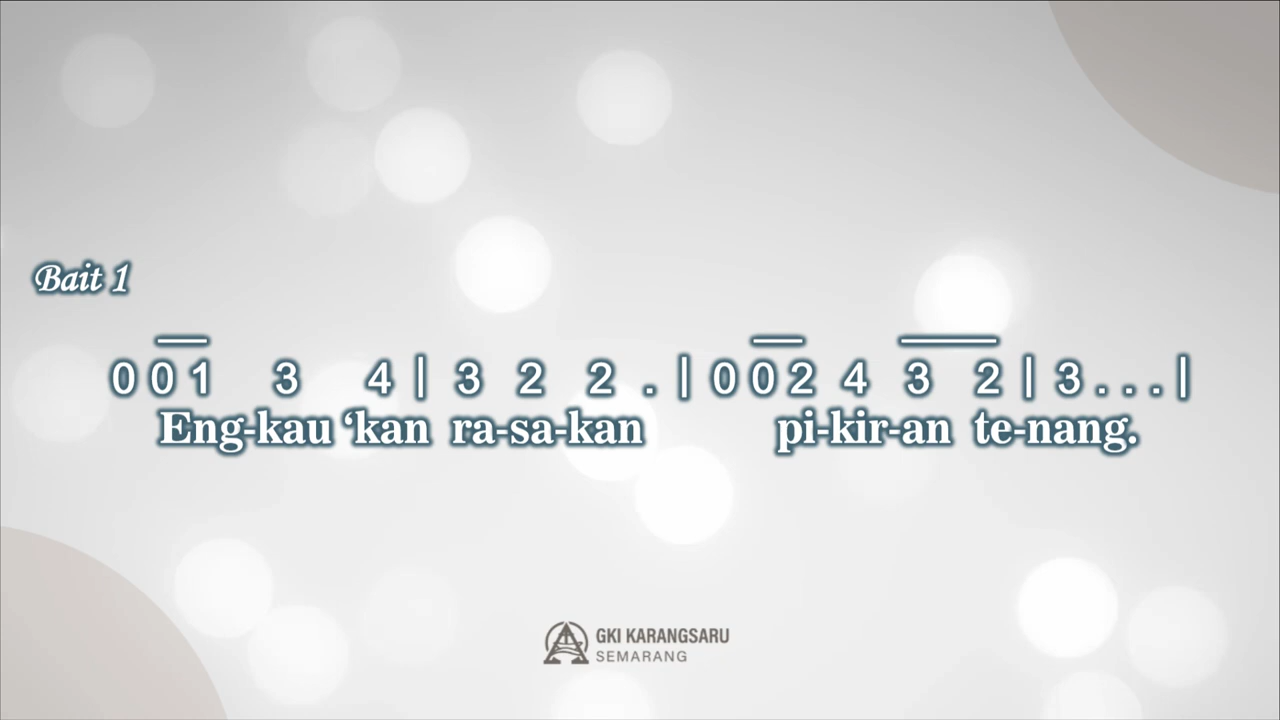 Bait 1
0 0 1 3 4 | 3 2 2 . | 0 0 2 4 3 2 | 3 . . . |
Eng-kau ‘kan ra-sa-kan pi-kir-an te-nang.
GKI KARANGSARU
SEMARANG